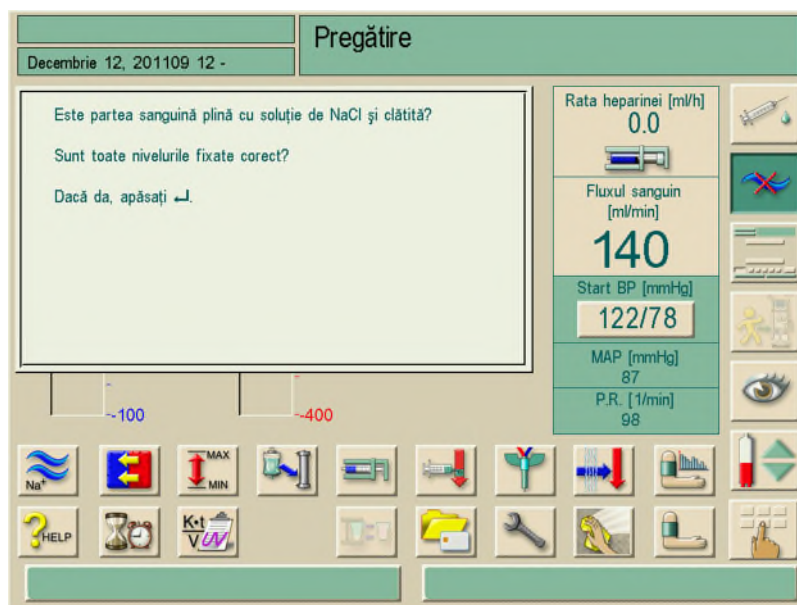 Pregătire
Decembrie 12, 201109 12 -
Este partea sanguină plină cu soluție de NaCl și clătită?
Sunt toate nivelurile fixate corect?
Dacă da, apăsați ↵.
Rata heparinei [ml/h]
0.0
Fluxul sanguin
[ml/min]
140
Start BP [mmHg]
122/78
MAP [mmHg]
87
P.R. [1/min]
98
-100
-400
Na⁺
MAX
MIN
HELP
K•t
V
UV